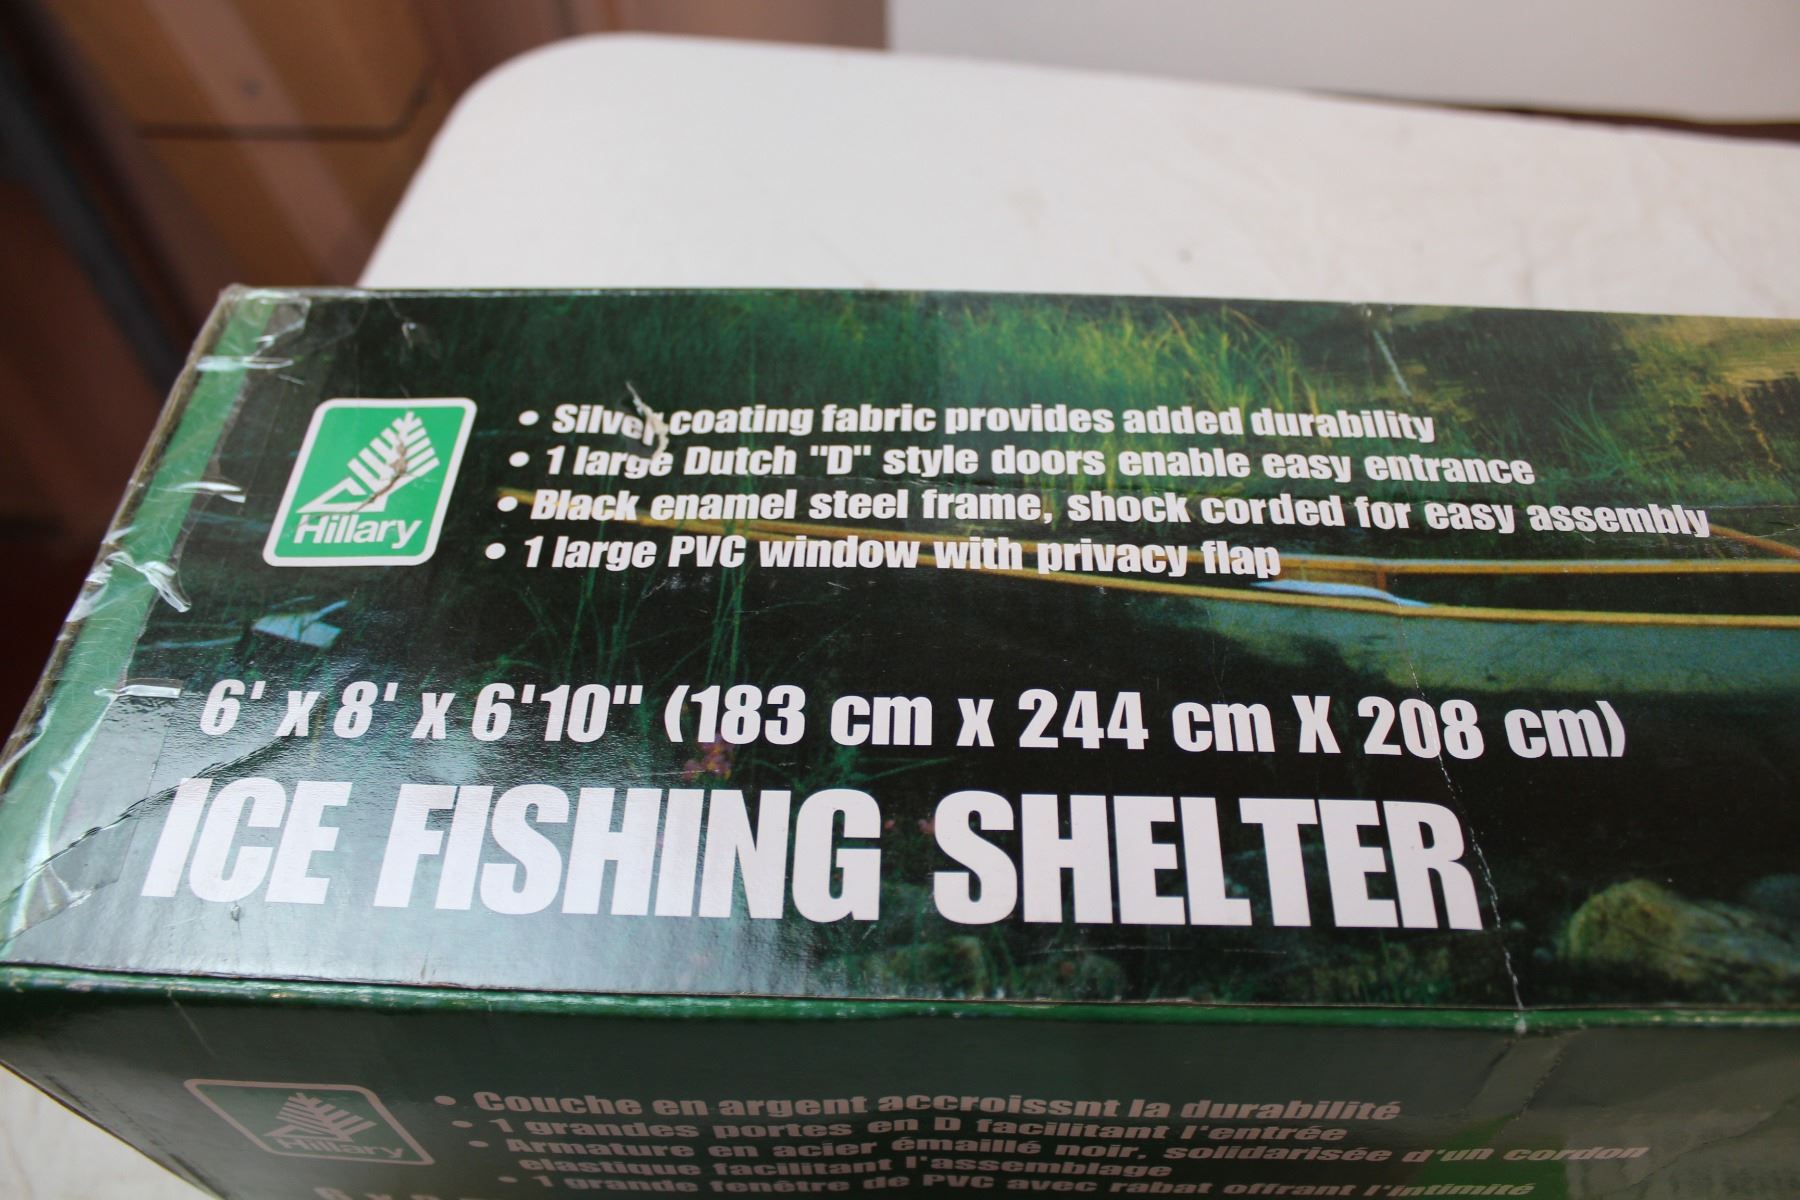 Hillary
• Silver coating fabric provides added durability
• 1 large Dutch "D" style doors enable easy entrance
• Black enamel steel frame, shock corded for easy assembly
• 1 large PVC window with privacy flap
6' x 8' x 6'10" (183 cm x 244 cm X 208 cm)
ICE FISHING SHELTER
Hillary
• Couche en argent accroissnt la durabilité
• 1 grandes portes en D facilitant l'entrée
• Armature en acier émaillé noir, solidarisée d'un cordon
elastique facilitant l'assemblage
• 1 grande fenêtre de PVC avec rabat offrant l'intimité